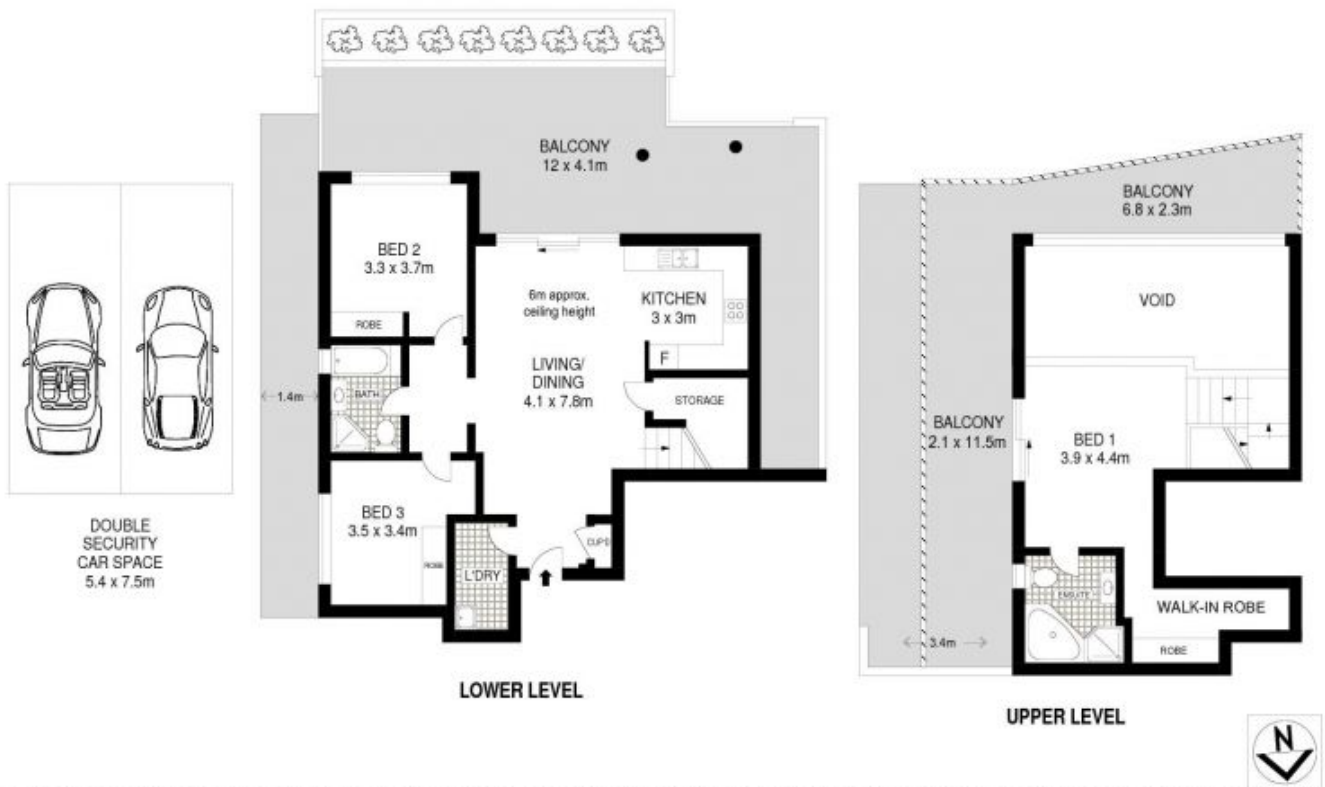 BALCONY
12 x 4.1m
BED 2
3.3 x 3.7m
ROBE
6m approx.
ceiling height
KITCHEN
3 x 3m
F
LIVING/
DINING
4.1 x 7.8m
STORAGE
BATH
1.4m
BED 3
3.5 x 3.4m
ROBE
L'DRY
CUPD
DOUBLE
SECURITY
CAR SPACE
5.4 x 7.5m
LOWER LEVEL
BALCONY
6.8 x 2.3m
VOID
BALCONY
2.1 x 11.5m
BED 1
3.9 x 4.4m
ENSUITE
WALK-IN ROBE
ROBE
3.4m
UPPER LEVEL
N